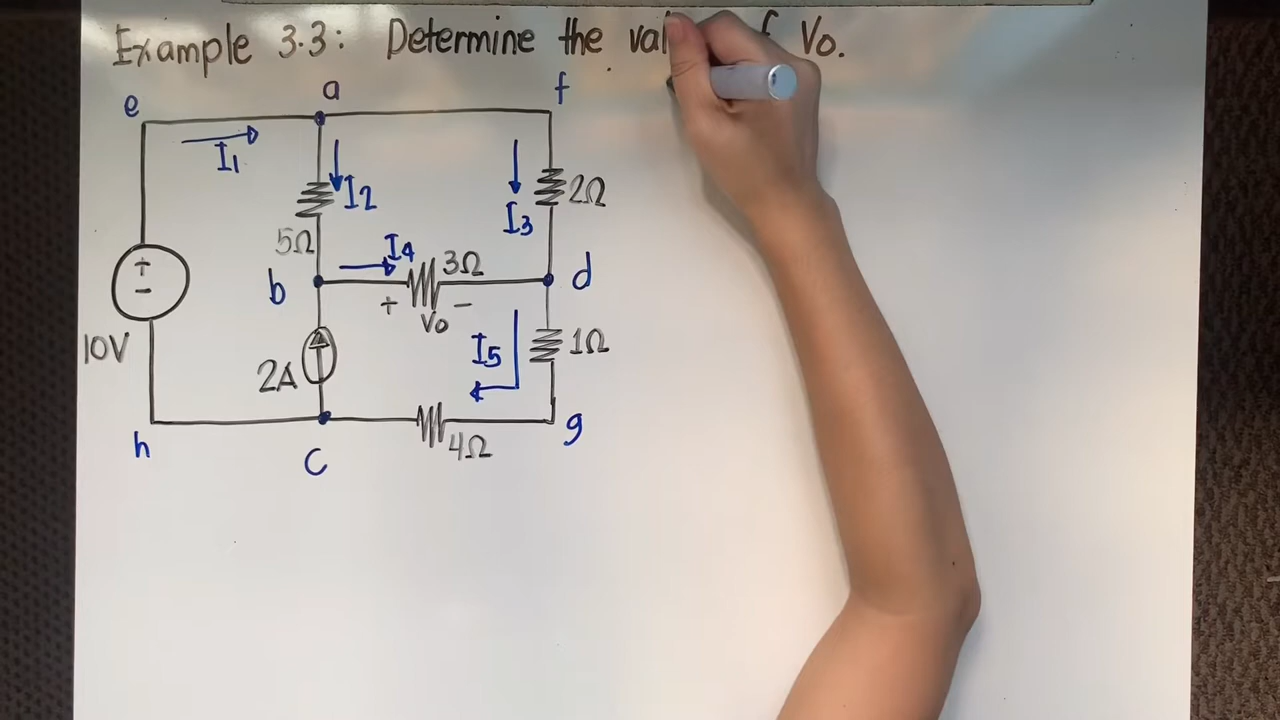 Example 3.3: Determine the val f Vo.
e a f
I1
I2
2Ω
I3
5Ω
I4
3Ω
b d
+ -
Vo
+
-
10V
2A
I5
1Ω
4Ω
g
h
c